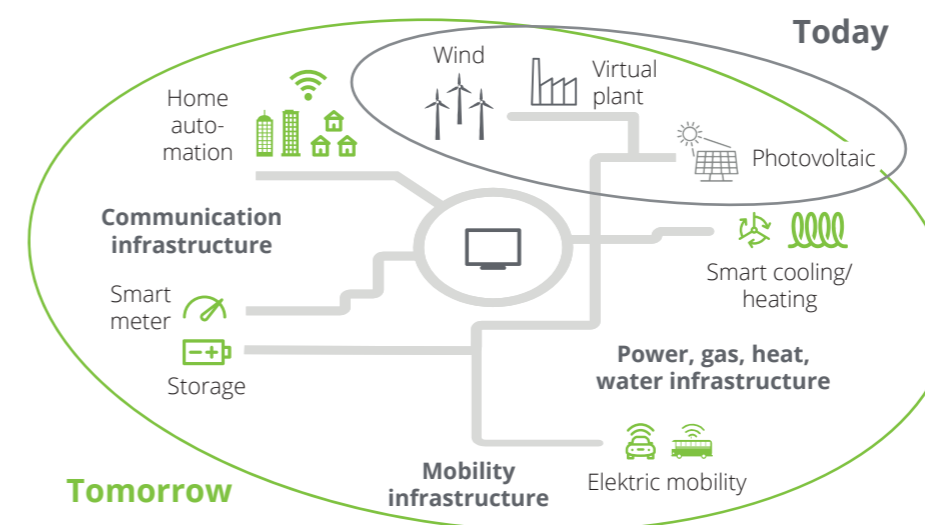 Today
Wind
Virtual
plant
Home
auto-
mation
Photovoltaic
Communication
infrastructure
Smart cooling/
heating
Smart
meter
Storage
Power, gas, heat,
water infrastructure
Mobility
infrastructure
Elektric mobility
Tomorrow